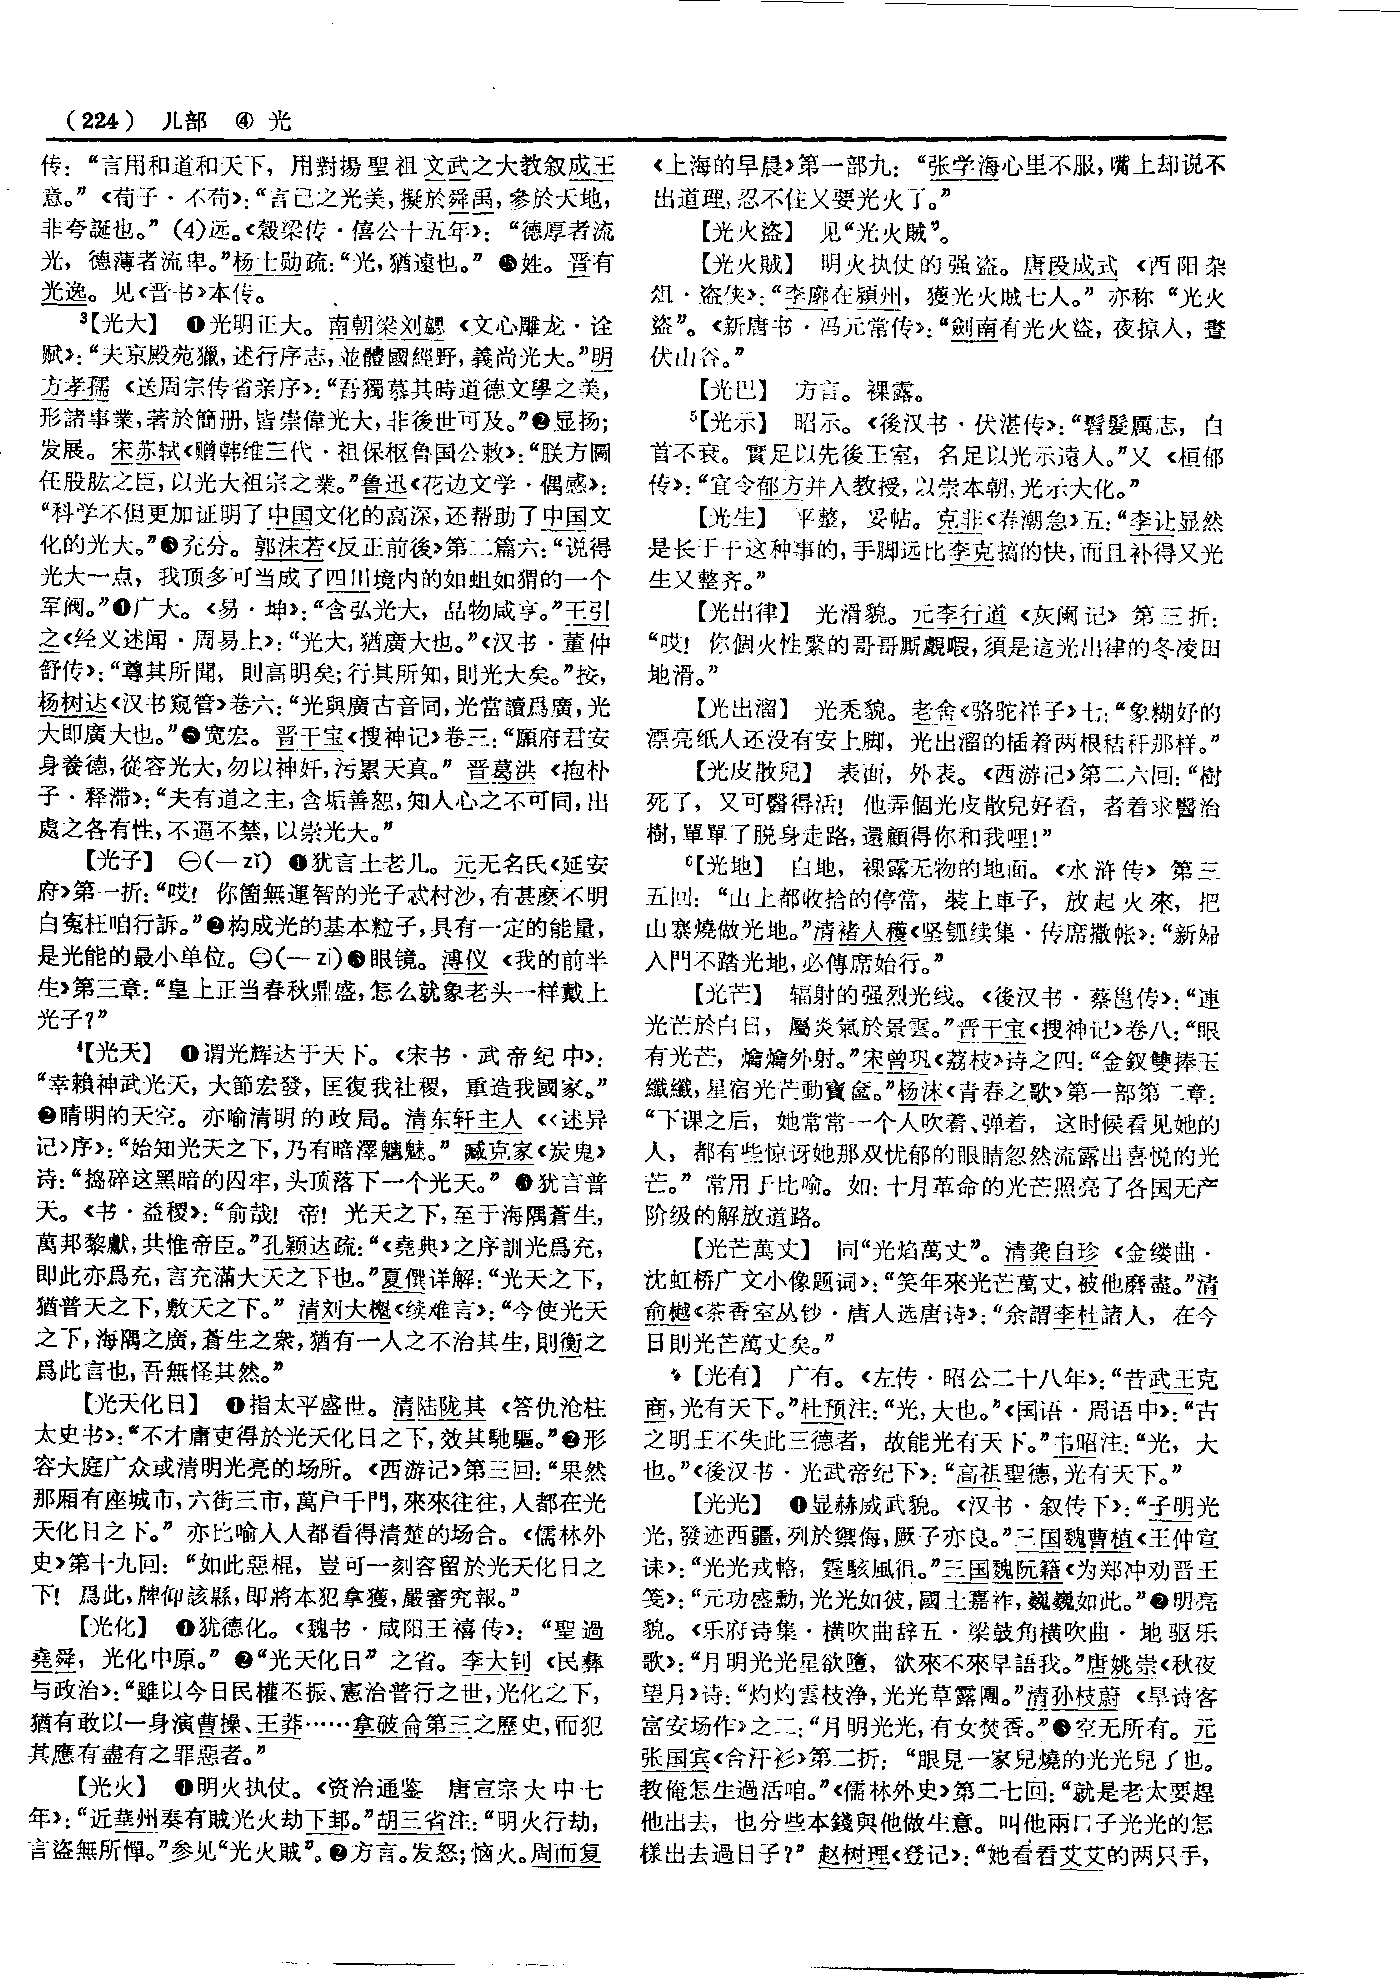 （224） 儿部 ④ 光
传：“言用和道和天下，用對揚聖祖文武之大教叙成王
意。”《荀子·不苟》：“言己之光美，擬於舜禹，參於天地，
非夸誕也。”(4)远。《穀梁传·僖公十五年》：“德厚者流
光，德薄者流卑。”杨士勋疏：“光，猶遠也。”❺姓。晋有
光逸。见《晋书》本传。
³【光大】 ❶光明正大。南朝梁刘勰《文心雕龙·诠
赋》：“夫京殿苑獵，述行序志，並體國經野，義尚光大。”明
方孝孺《送周宗传省亲序》：“吾獨慕其時道德文學之美，
形諸事業，著於簡册，皆崇偉光大，非後世可及。”❷显扬；
发展。宋苏轼《赠韩维三代·祖保枢鲁国公敕》：“朕方圖
任股肱之臣，以光大祖宗之業。”鲁迅《花边文学·偶感》：
“科学不但更加证明了中国文化的高深，还帮助了中国文
化的光大。”❸充分。郭沫若《反正前後》第二篇六：“说得
光大一点，我顶多可当成了四川境内的如蛆如猬的一个
军阀。”❹广大。《易·坤》：“含弘光大，品物咸亨。”王引
之《经义述闻·周易上》：“光大，猶廣大也。”《汉书·董仲
舒传》：“尊其所聞，則高明矣；行其所知，則光大矣。”按，
杨树达《汉书窥管》卷六：“光與廣古音同，光當讀爲廣，光
大即廣大也。”❺宽宏。晋干宝《搜神记》卷三：“願府君安
身養德，從容光大，勿以神奸，污累天真。”晋葛洪《抱朴
子·释滞》：“夫有道之主，含垢善恕，知人心之不可同，出
處之各有性，不逼不禁，以崇光大。”
【光子】 ㊀(－zǐ) ❶犹言土老儿。元无名氏《延安
府》第一折：“哎！你箇無運智的光子忒村沙，有甚麽不明
白寃枉咱行訴。”❷构成光的基本粒子，具有一定的能量，
是光能的最小单位。㊁(－zi)❸眼镜。溥仪《我的前半
生》第三章：“皇上正当春秋鼎盛，怎么就象老头一样戴上
光子？”
⁴【光天】 ❶谓光辉达于天下。《宋书·武帝纪中》：
“幸賴神武光天，大節宏發，匡復我社稷，重造我國家。”
❷晴明的天空。亦喻清明的政局。清东轩主人《〈述异
记〉序》：“始知光天之下，乃有暗澤魑魅。”臧克家《炭鬼》
诗：“捣碎这黑暗的囚牢，头顶落下一个光天。”❸犹言普
天。《书·益稷》：“俞哉！帝！光天之下，至于海隅蒼生，
萬邦黎獻，共惟帝臣。”孔颖达疏：“《堯典》之序訓光爲充，
即此亦爲充，言充滿大天之下也。”夏僎详解：“光天之下，
猶普天之下，敷天之下。”清刘大櫆《续难言》：“今使光天
之下，海隅之廣，蒼生之衆，猶有一人之不治其生，則衡之
爲此言也，吾無怪其然。”
【光天化日】 ❶指太平盛世。清陆陇其《答仇沧柱
太史书》：“不才庸吏得於光天化日之下，效其馳驅。”❷形
容大庭广众或清明光亮的场所。《西游记》第三回：“果然
那厢有座城市，六街三市，萬户千門，來來往往，人都在光
天化日之下。”亦比喻人人都看得清楚的场合。《儒林外
史》第十九回：“如此惡棍，豈可一刻容留於光天化日之
下！爲此，牌仰該縣，即將本犯拿獲，嚴審究報。”
【光化】 ❶犹德化。《魏书·咸阳王禧传》：“聖過
堯舜，光化中原。”❷“光天化日”之省。李大钊《民彝
与政治》：“雖以今日民權丕振、憲治普行之世，光化之下，
猶有敢以一身演曹操、王莽……拿破侖第三之歷史，而犯
其應有盡有之罪惡者。”
【光火】 ❶明火执仗。《资治通鉴 唐宣宗大中七
年》：“近華州奏有賊光火劫下邽。”胡三省注：“明火行劫，
言盜無所憚。”参见“光火賊”。❷方言。发怒；恼火。周而复
《上海的早晨》第一部九：“张学海心里不服，嘴上却说不
出道理，忍不住又要光火了。”
【光火盜】 见“光火賊”。
【光火賊】 明火执仗的强盗。唐段成式《酉阳杂
俎·盗侠》：“李廓在潁州，獲光火賊七人。”亦称“光火
盜”。《新唐书·冯元常传》：“劍南有光火盜，夜掠人，晝
伏山谷。”
【光巴】 方言。裸露。
⁵【光示】 昭示。《後汉书·伏湛传》：“髫髮厲志，白
首不衰。實足以先後王室，名足以光示遠人。”又《桓郁
传》：“宜令郁方并入教授，以崇本朝，光示大化。”
【光生】 平整，妥帖。克非《春潮急》五：“李让显然
是长于干这种事的，手脚远比李克搞的快，而且补得又光
生又整齐。”
【光出律】 光滑貌。元李行道《灰阑记》第三折：
“哎！你個火性緊的哥哥厮覷喒，須是這光出律的冬凌田
地滑。”
【光出溜】 光秃貌。老舍《骆驼祥子》七：“象糊好的
漂亮纸人还没有安上脚，光出溜的插着两根秸秆那样。”
【光皮散兒】 表面，外表。《西游记》第二六回：“樹
死了，又可醫得活！他弄個光皮散兒好看，者着求醫治
樹，單單了脱身走路，還顧得你和我哩！”
⁶【光地】 白地，裸露无物的地面。《水浒传》第三
五回：“山上都收拾的停當，裝上車子，放起火來，把
山寨燒做光地。”清褚人穫《坚瓠续集·传席撒帐》：“新婦
入門不踏光地，必傳席始行。”
【光芒】 辐射的强烈光线。《後汉书·蔡邕传》：“連
光芒於白日，屬炎氣於景雲。”晋干宝《搜神记》卷八：“眼
有光芒，爚爚外射。”宋曾巩《荔枝》诗之四：“金釵雙捧玉
纖纖，星宿光芒動寶奩。”杨沫《青春之歌》第一部第二章：
“下课之后，她常常一个人吹着、弹着，这时候看见她的
人，都有些惊讶她那双忧郁的眼睛忽然流露出喜悦的光
芒。”常用于比喻。如：十月革命的光芒照亮了各国无产
阶级的解放道路。
【光芒萬丈】 同“光焰萬丈”。清龚自珍《金缕曲·
沈虹桥广文小像题词》：“笑年來光芒萬丈，被他磨盡。”清
俞樾《茶香室丛钞·唐人选唐诗》：“余謂李杜諸人，在今
日則光芒萬丈矣。”
【光有】 广有。《左传·昭公二十八年》：“昔武王克
商，光有天下。”杜预注：“光，大也。”《国语·周语中》：“古
之明王不失此三德者，故能光有天下。”韦昭注：“光，大
也。”《後汉书·光武帝纪下》：“高祖聖德，光有天下。”
【光光】 ❶显赫威武貌。《汉书·叙传下》：“子明光
光，發迹西疆，列於禦侮，厥子亦良。”三国魏曹植《王仲宣
诔》：“光光戎輅，霆駭風徂。”三国魏阮籍《为郑冲劝晋王
笺》：“元功盛勳，光光如彼，國土嘉祚，巍巍如此。”❷明亮
貌。《乐府诗集·横吹曲辞五·梁鼓角横吹曲·地驱乐
歌》：“月明光光星欲墮，欲來不來早語我。”唐姚崇《秋夜
望月》诗：“灼灼雲枝浄，光光草露團。”清孙枝蔚《旱诗客
富安场作》之二：“月明光光，有女焚香。”❸空无所有。元
张国宾《合汗衫》第二折：“眼見一家兒燒的光光兒了也。
教俺怎生過活咱。”《儒林外史》第二七回：“就是老太要趕
他出去，也分些本錢與他做生意。叫他兩口子光光的怎
樣出去過日子？”赵树理《登记》：“她看看艾艾的两只手，